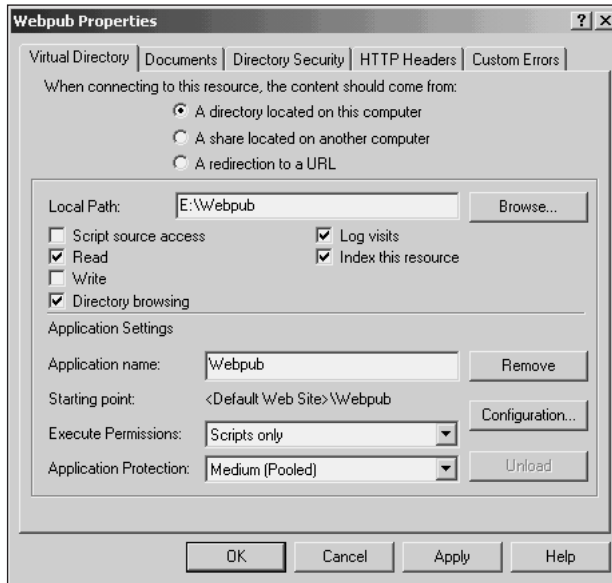 Webpub Properties ? X
Virtual Directory Documents Directory Security HTTP Headers Custom Errors
When connecting to this resource, the content should come from:
A directory located on this computer
A share located on another computer
A redirection to a URL
Local Path: E:\Webpub Browse...
Script source access Log visits
Read Index this resource
Write
Directory browsing
Application Settings
Application name: Webpub Remove
Starting point: <Default Web Site>\Webpub
Configuration...
Execute Permissions: Scripts only
Application Protection: Medium (Pooled) Unload
OK Cancel Apply Help